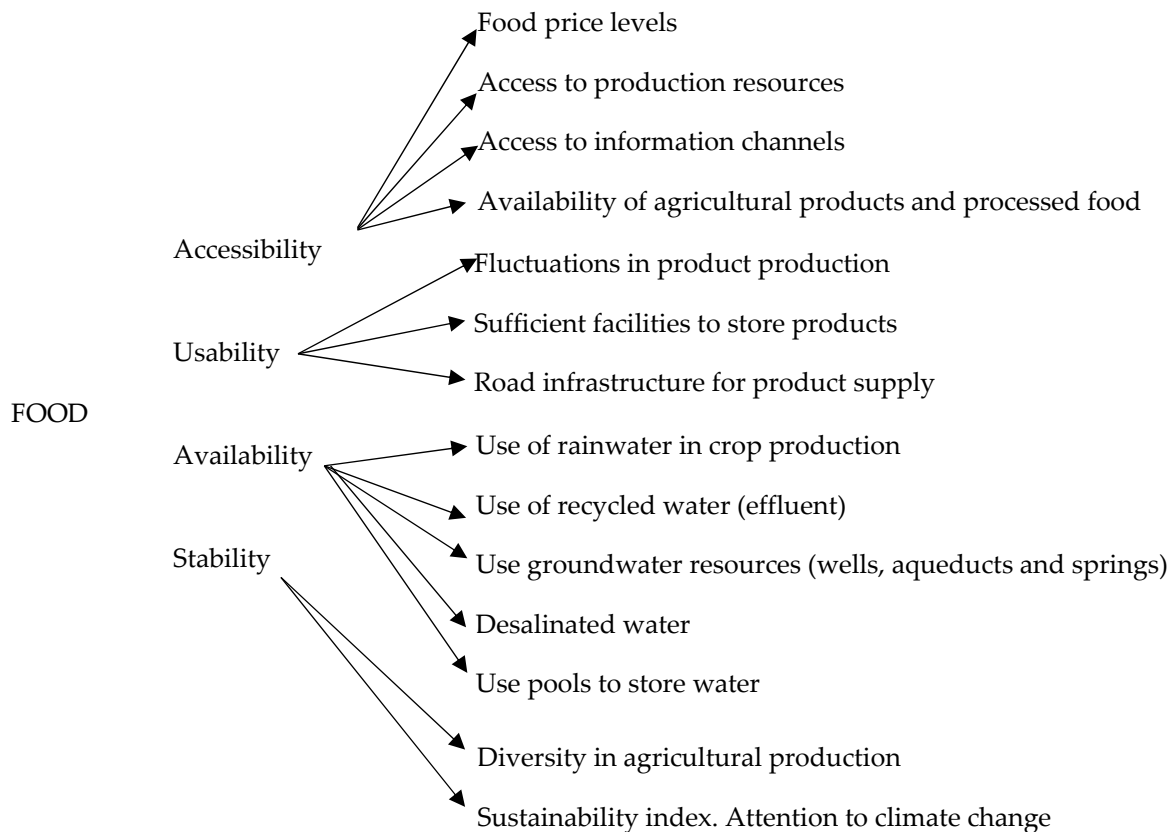 Food price levels
Access to production resources
Access to information channels
Availability of agricultural products and processed food
Accessibility
Fluctuations in product production
Sufficient facilities to store products
Usability
Road infrastructure for product supply
FOOD
Use of rainwater in crop production
Availability
Use of recycled water (effluent)
Stability
Use groundwater resources (wells, aqueducts and springs)
Desalinated water
Use pools to store water
Diversity in agricultural production
Sustainability index. Attention to climate change